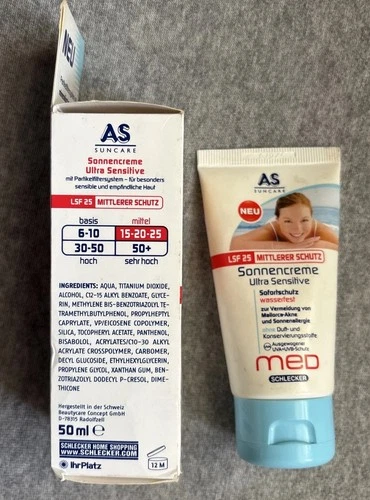 NEU
AS
SUNCARE
Sonnencreme
Ultra Sensitive
mit Partikelfiltersystem – für besonders
sensible und empfindliche Haut
LSF 25 MITTLERER SCHUTZ
basis mittel
6-10 15-20-25
30-50 50+
hoch sehr hoch
INGREDIENTS: AQUA, TITANIUM DIOXIDE,
ALCOHOL, C12-15 ALKYL BENZOATE, GLYCE-
RIN, METHYLENE BIS-BENZOTRIAZOLYL TE-
TRAMETHYLBUTYLPHENOL, PROPYLHEPTYL
CAPRYLATE, VP/EICOSENE COPOLYMER,
SILICA, TOCOPHERYL ACETATE, PANTHENOL,
BISABOLOL, ACRYLATES/C10-30 ALKYL
ACRYLATE CROSSPOLYMER, CARBOMER,
DECYL GLUCOSIDE, ETHYLHEXYLGLYCERIN,
PROPYLENE GLYCOL, XANTHAN GUM, BEN-
ZOTRIAZOLYL DODECYL P-CRESOL, DIME-
THICONE
Hergestellt in der Schweiz
Beautycare Concept GmbH
D-78315 Radolfzell
50 ml e
SCHLECKER HOME SHOPPING
WWW.SCHLECKER.COM
IhrPlatz
12 M
AS
SUNCARE
NEU
LSF 25 MITTLERER SCHUTZ
Sonnencreme
Ultra Sensitive
Sofortschutz
wasserfest
zur Vermeidung von
Mallorca-Akne
und Sonnenallergie
ohne Duft- und
Konservierungsstoffe
Ausgewogener
UVA-UVB-Schutz
MED
SCHLECKER